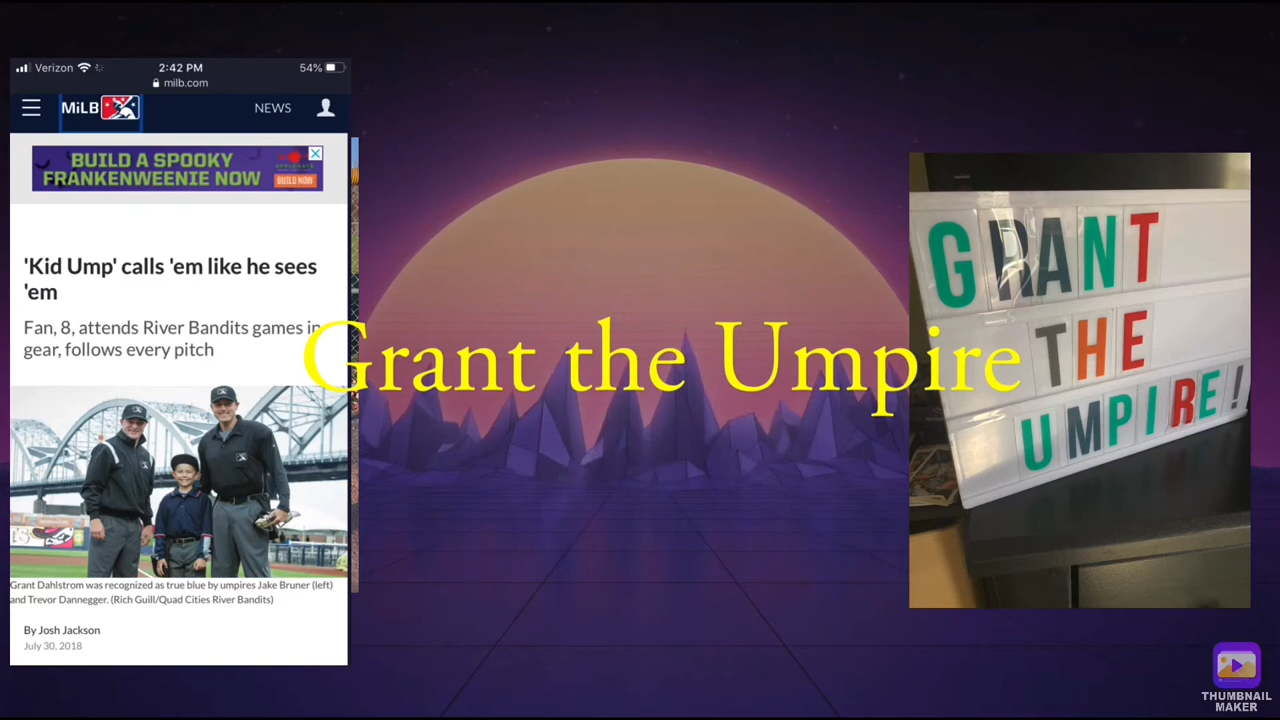 Verizon 2:42 PM 54%
milb.com
MiLB NEWS
BUILD A SPOOKY
FRANKENWEENIE NOW
APPLEGATE
BUILD NOW
'Kid Ump' calls 'em like he sees
'em
Fan, 8, attends River Bandits games in
gear, follows every pitch
Grant Dahlstrom was recognized as true blue by umpires Jake Bruner (left)
and Trevor Dannegger. (Rich Guill/Quad Cities River Bandits)
By Josh Jackson
July 30, 2018
Grant the Umpire
GRANT
THE
UMPIRE!
THUMBNAIL
MAKER